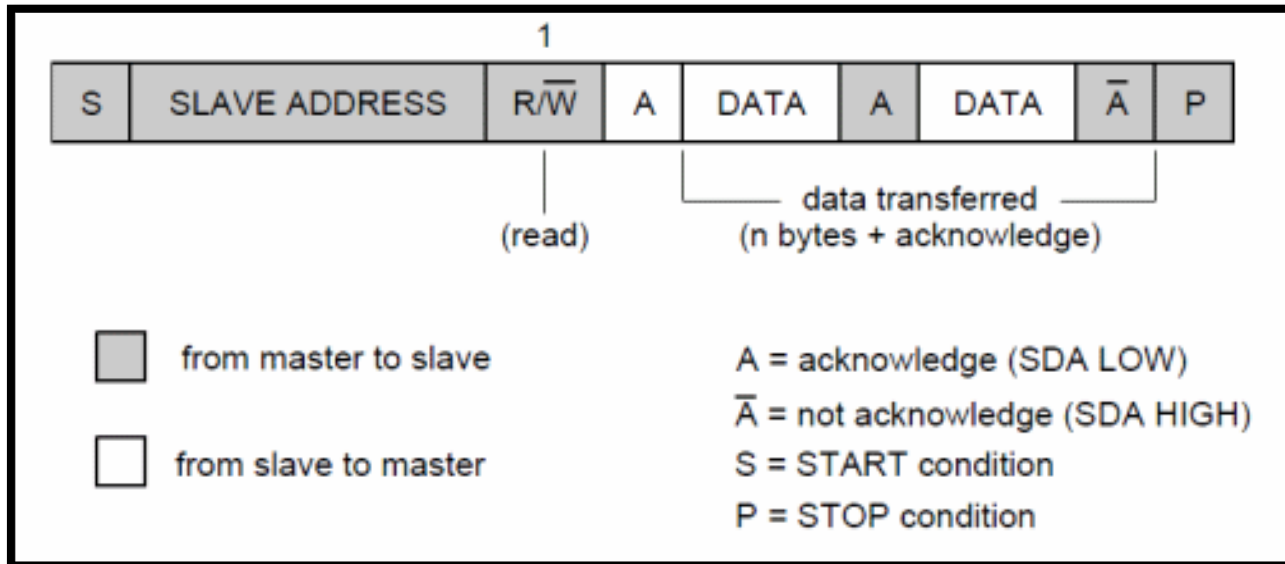 1
S SLAVE ADDRESS R/W̅ A DATA A DATA A̅ P
data transferred
(read) (n bytes + acknowledge)
from master to slave
A = acknowledge (SDA LOW)
A̅ = not acknowledge (SDA HIGH)
from slave to master
S = START condition
P = STOP condition